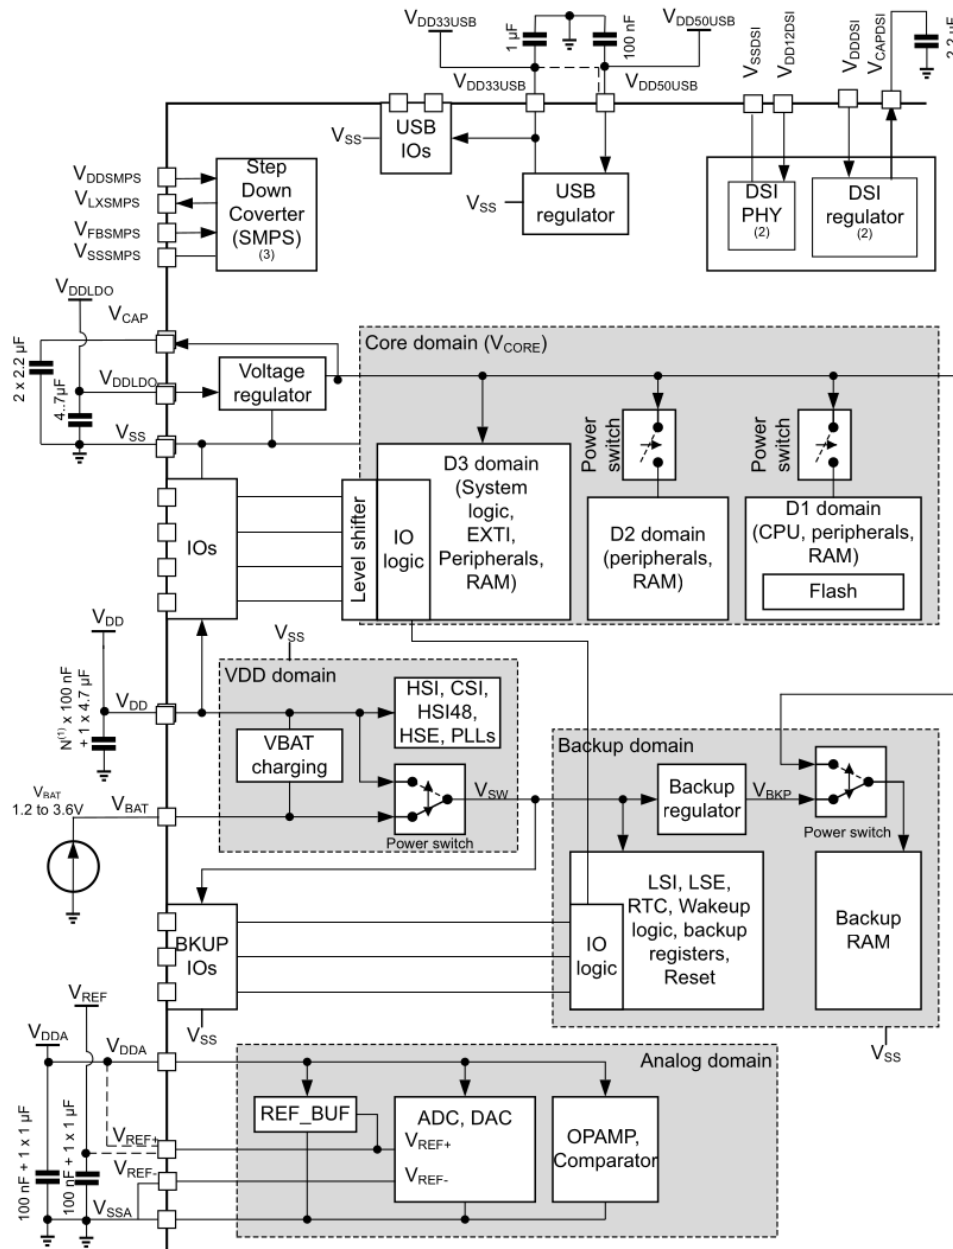 VDD33USB
1 µF
100 nF
VDD50USB
VDD33USB
VDD50USB
VSSDSI
VDD12DSI
VDDDSI
VCAPDSI
2.2 µF
VSS
USB
IOs
VSS
USB
regulator
DSI
PHY
(2)
DSI
regulator
(2)
VDDSMPS
VLXSMPS
VFBSMPS
VSSSMPS
Step
Down
Coverter
(SMPS)
(3)
VDDLDO
VCAP
2 x 2.2 µF
VDDLDO
4..7µF
VSS
Voltage
regulator
Core domain (VCORE)
Power
switch
Power
switch
IOs
Level shifter
IO
logic
D3 domain
(System
logic,
EXTI,
Peripherals,
RAM)
D2 domain
(peripherals,
RAM)
D1 domain
(CPU, peripherals,
RAM)
Flash
VDD
VDD
N(1) x 100 nF
+ 1 x 4.7 µF
VSS
VDD domain
HSI, CSI,
HSI48,
HSE, PLLs
VBAT
charging
VBAT
1.2 to 3.6V
VBAT
Power switch
VSW
Backup domain
Backup
regulator
VBKP
Power switch
BKUP
IOs
VSS
IO
logic
LSI, LSE,
RTC, Wakeup
logic, backup
registers,
Reset
Backup
RAM
VSS
VREF
VDDA
VDDA
VREF+
VREF-
VSSA
100 nF + 1 x 1 µF
100 nF + 1 x 1 µF
Analog domain
REF_BUF
ADC, DAC
VREF+
VREF-
OPAMP,
Comparator